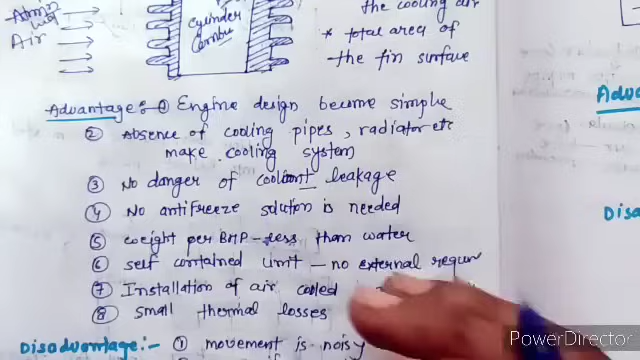 the cooling air
Air
cylinder
* total area of
the fin surface
Advantage:- ① Engine design become simple
② Absence of cooling pipes, radiator etc
make cooling system
③ No danger of coolant leakage
④ No antifreeze solution is needed
⑤ weight per BHP - less than water
⑥ self contained unit - no external requir
⑦ Installation of air cooled
⑧ small thermal losses
Disadvantage:- ① movement is noisy
Adva
Disa
PowerDirector